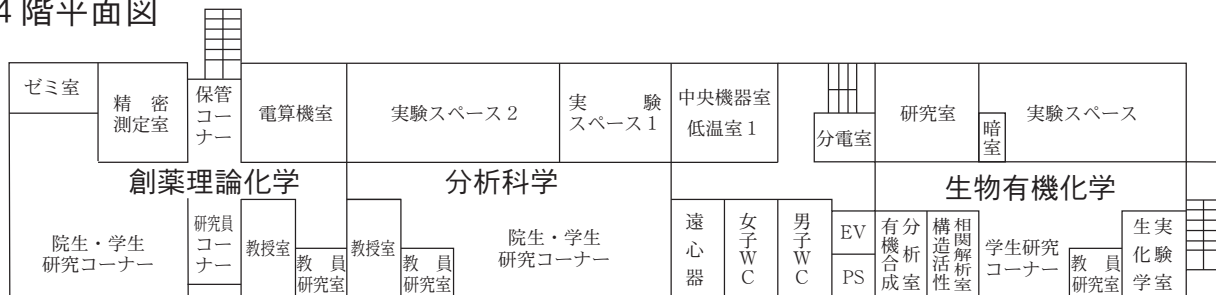 4階平面図
ゼミ室
精 密
測定室
保管
コー
ナー
電算機室
実験スペース2
実 験
スペース1
中央機器室
低温室1
分電室
研究室
暗室
実験スペース
創薬理論化学
分析科学
生物有機化学
院生・学生
研究コーナー
研究員
コー
ナー
教授室
教 員
研究室
教授室
教 員
研究室
院生・学生
研究コーナー
遠心器
女子WC
男子WC
EV
PS
有機合成
分析室
構造活性
相関解析室
学生研究
コーナー
教 員
研究室
生化学
実験室